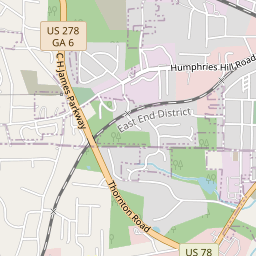 US 278
GA 6
Humphries Hill Road
C H James Parkway
East End District
Thornton Road
US 78